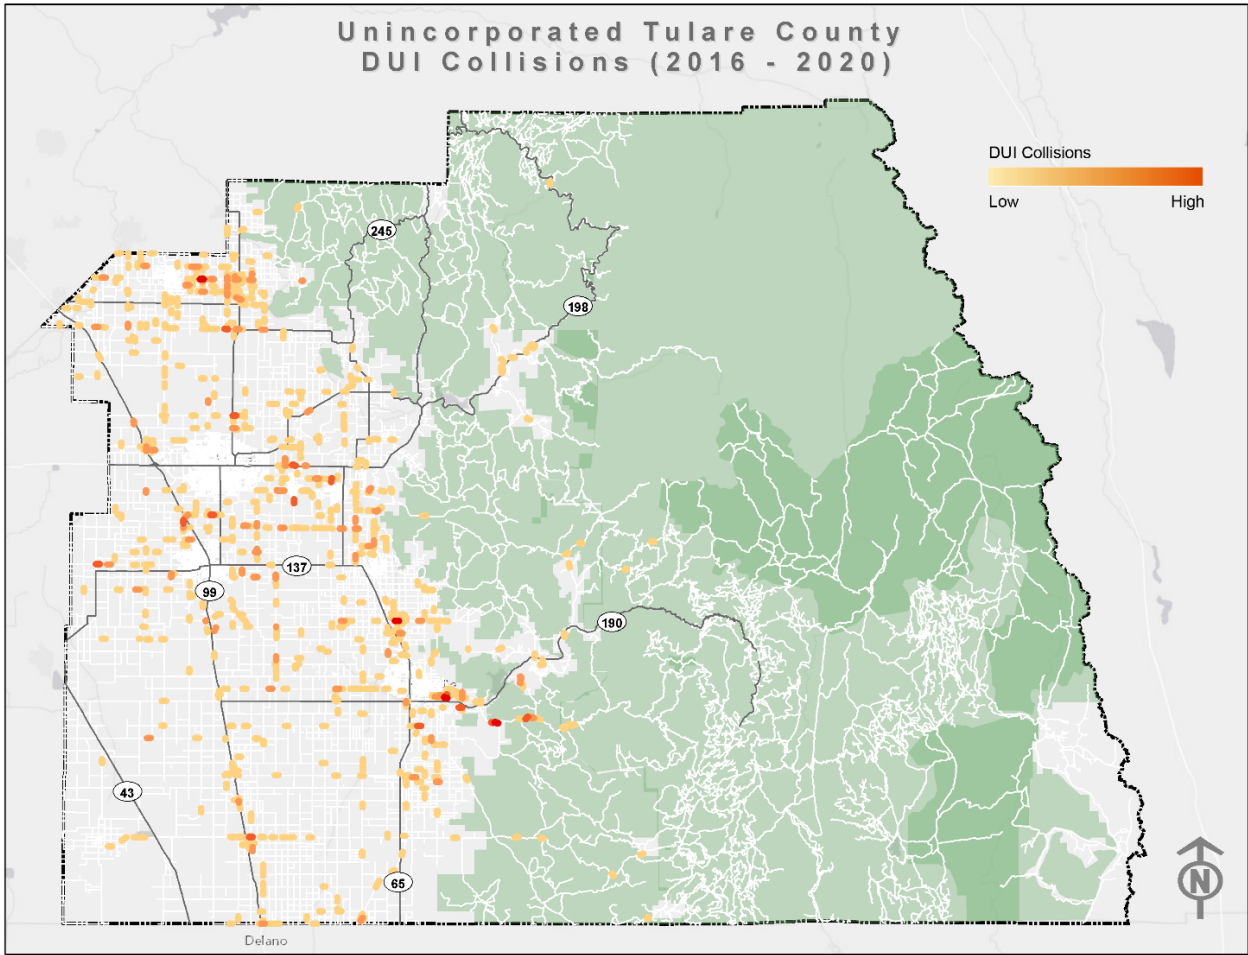 Unincorporated Tulare County
DUI Collisions (2016 - 2020)
DUI Collisions
Low High
245
198
137
99
190
43
65
N
Delano